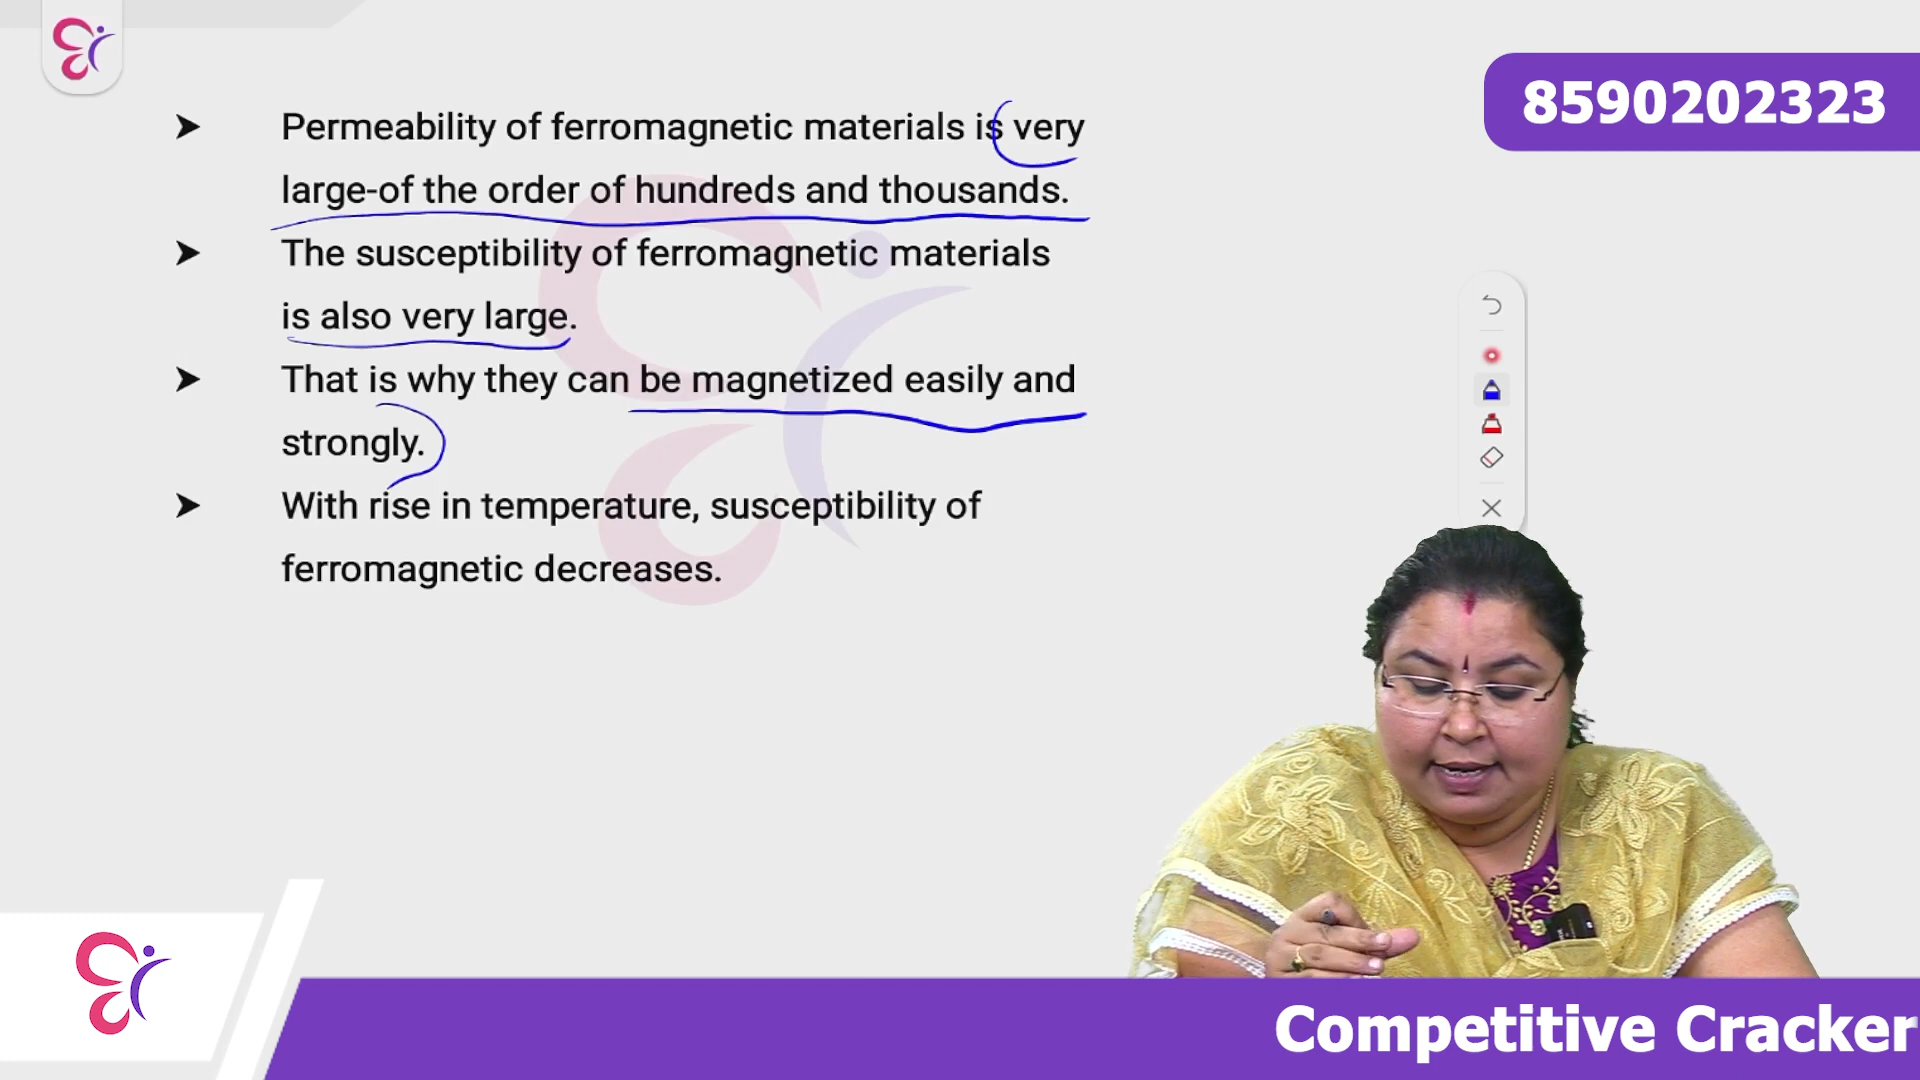 8590202323
➤ Permeability of ferromagnetic materials is very
large-of the order of hundreds and thousands.
➤ The susceptibility of ferromagnetic materials
is also very large.
➤ That is why they can be magnetized easily and
strongly.
➤ With rise in temperature, susceptibility of
ferromagnetic decreases.
Competitive Cracker